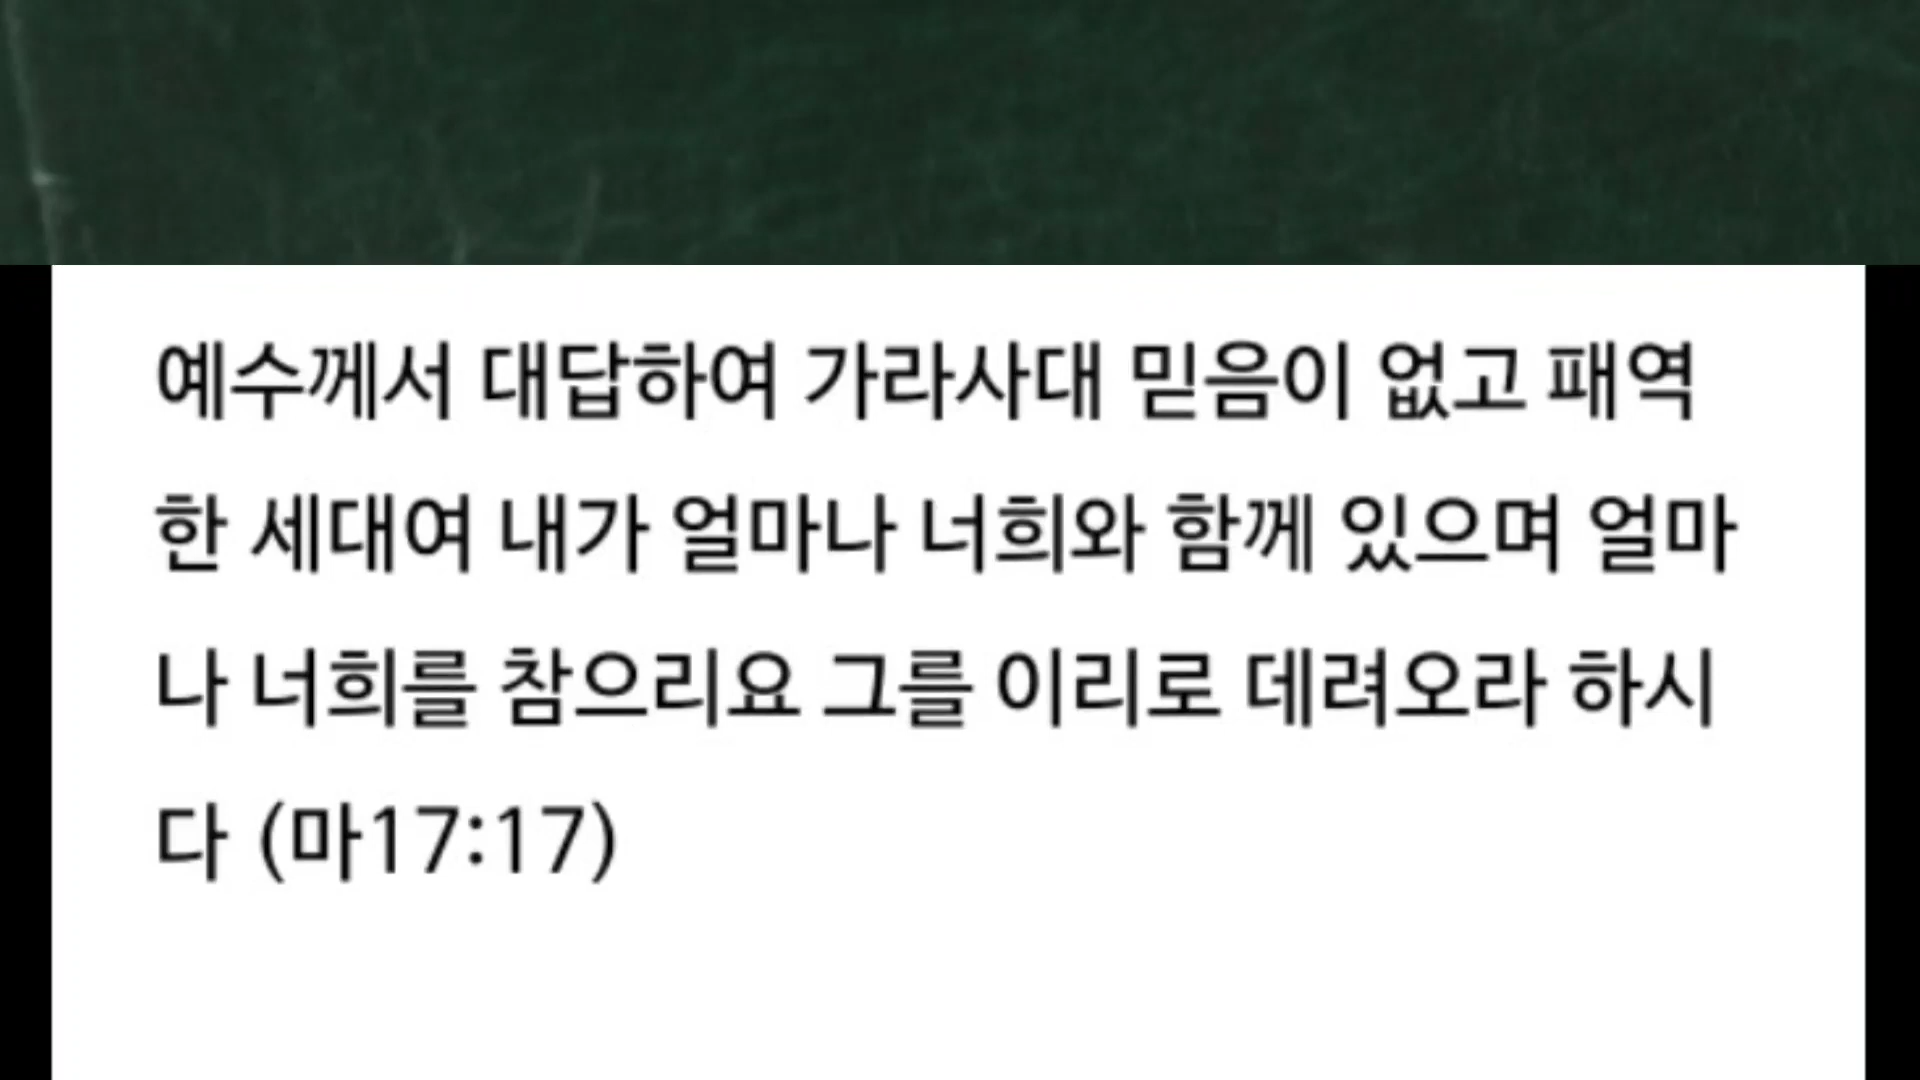 예수께서 대답하여 가라사대 믿음이 없고 패역
한 세대여 내가 얼마나 너희와 함께 있으며 얼마
나 너희를 참으리요 그를 이리로 데려오라 하시
다 (마17:17)